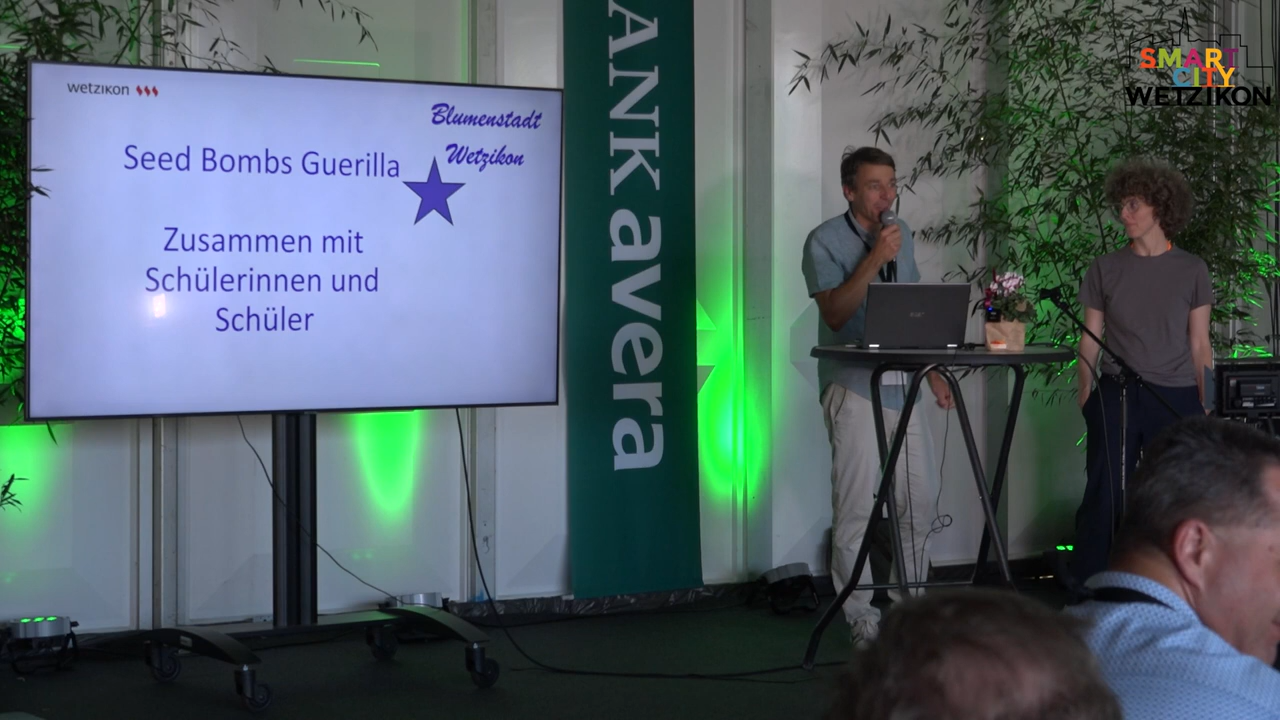 wetzikon
Blumenstadt
Wetzikon
Seed Bombs Guerilla
Zusammen mit
Schülerinnen und
Schüler
ANK avera
SMART
CITY
WETZIKON